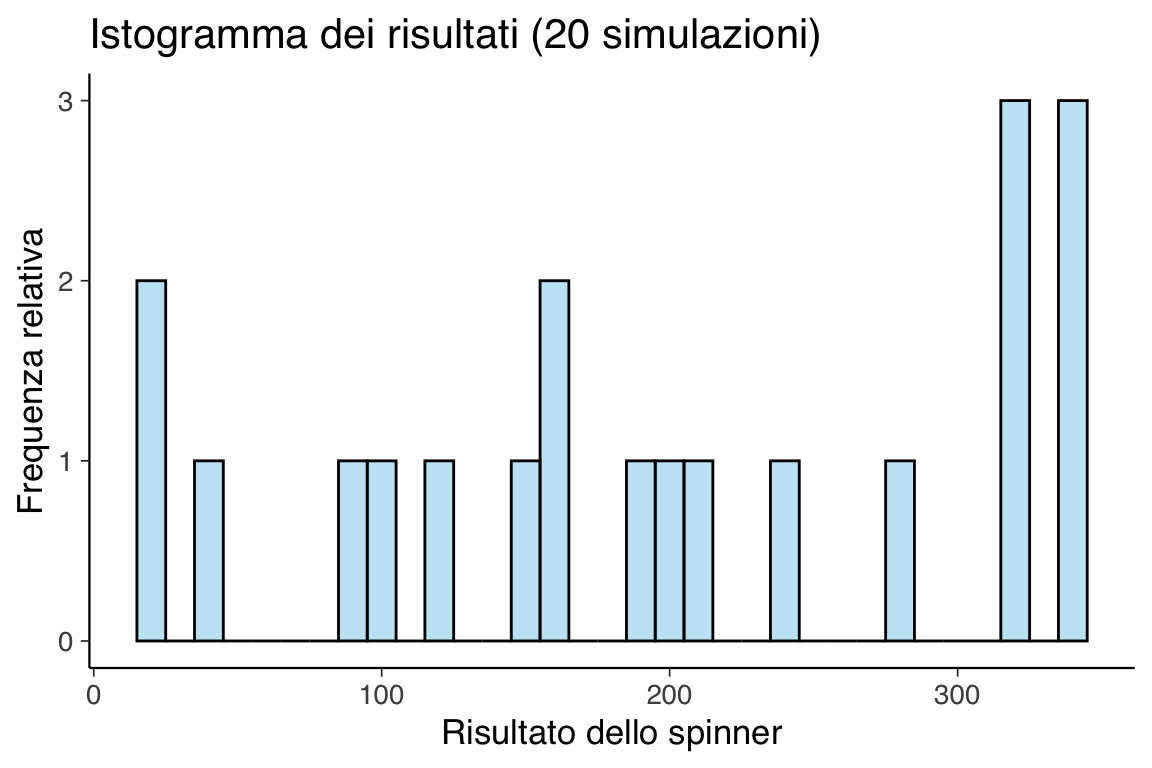 Istogramma dei risultati (20 simulazioni)
3
2
1
0
Frequenza relativa
0 100 200 300
Risultato dello spinner